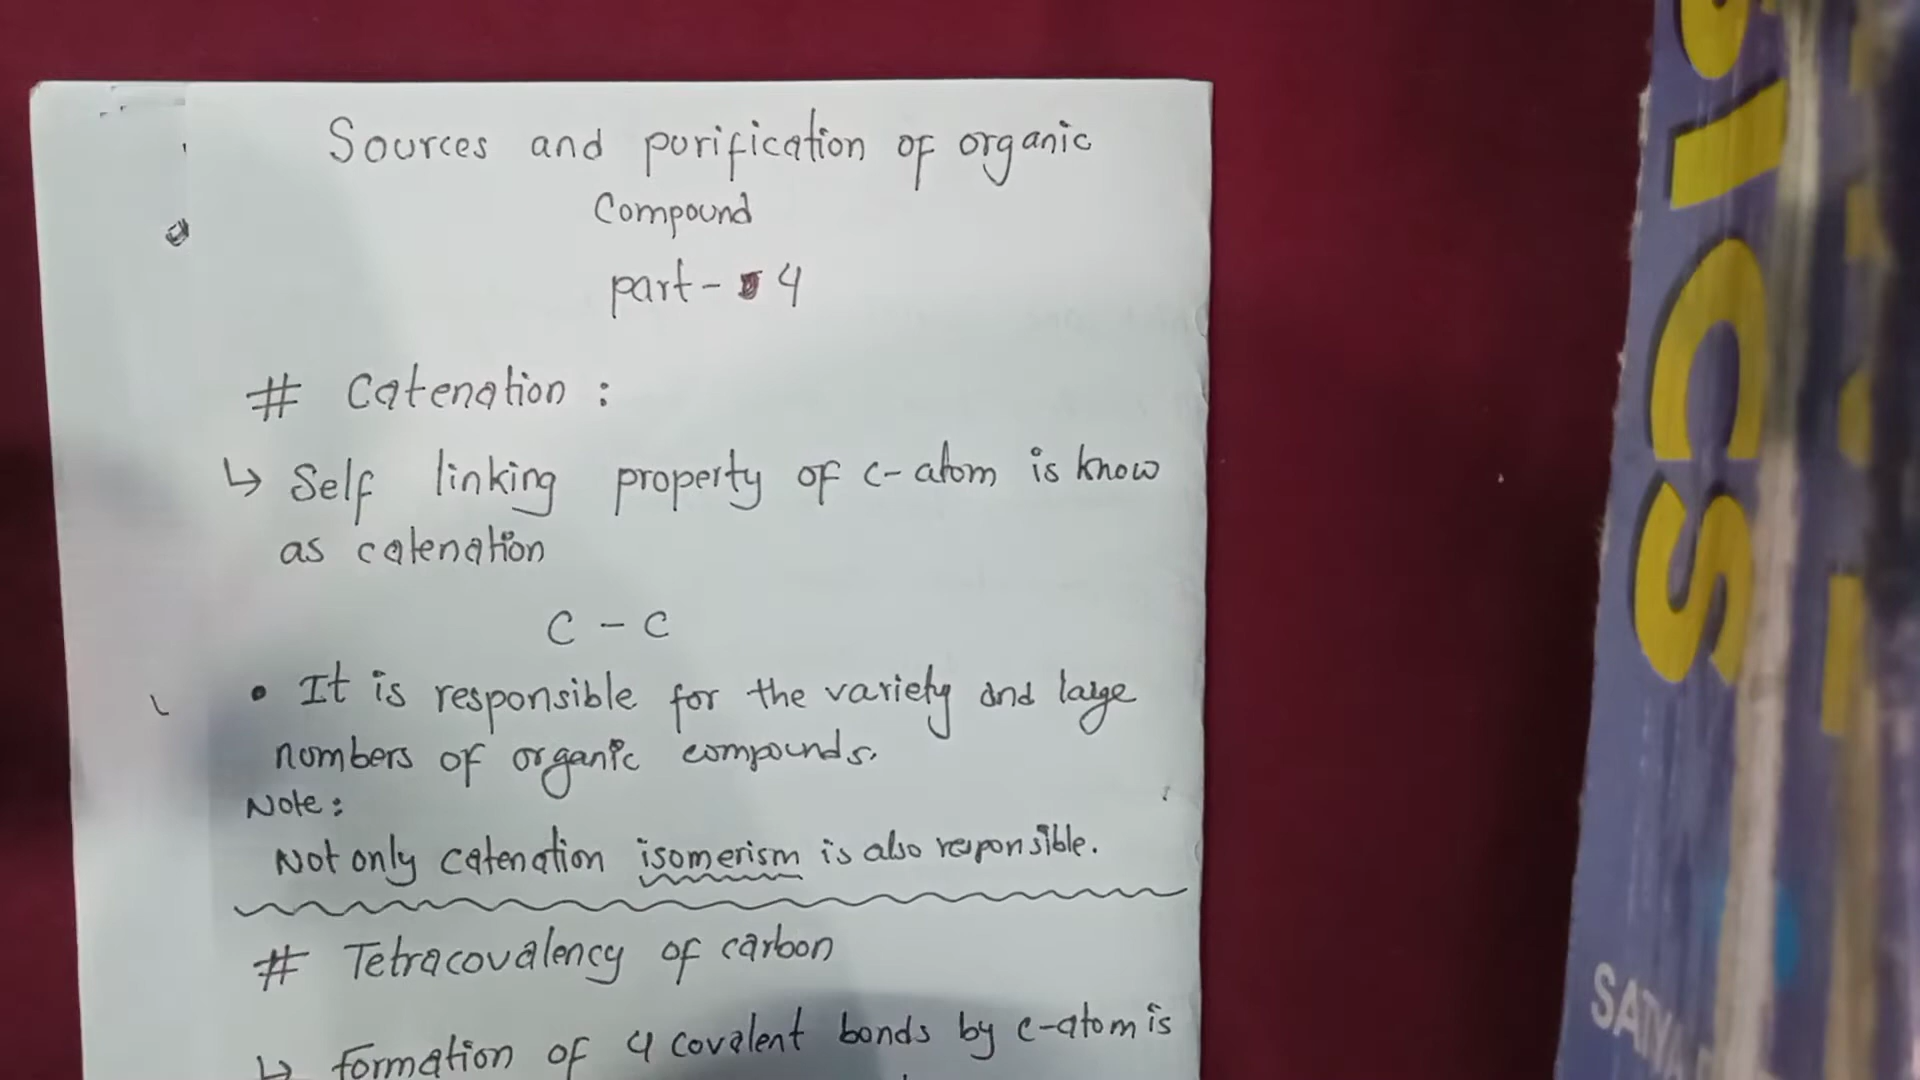 Sources and purification of organic
Compound
part- 4
# Catenation :
↳ Self linking property of c-atom is know
as catenation
C - C
• It is responsible for the variety and large
numbers of organic compounds.
Note :
Not only catenation isomerism is also responsible.
# Tetracovalency of carbon
↳ formation of 4 covalent bonds by c-atom is
ICS